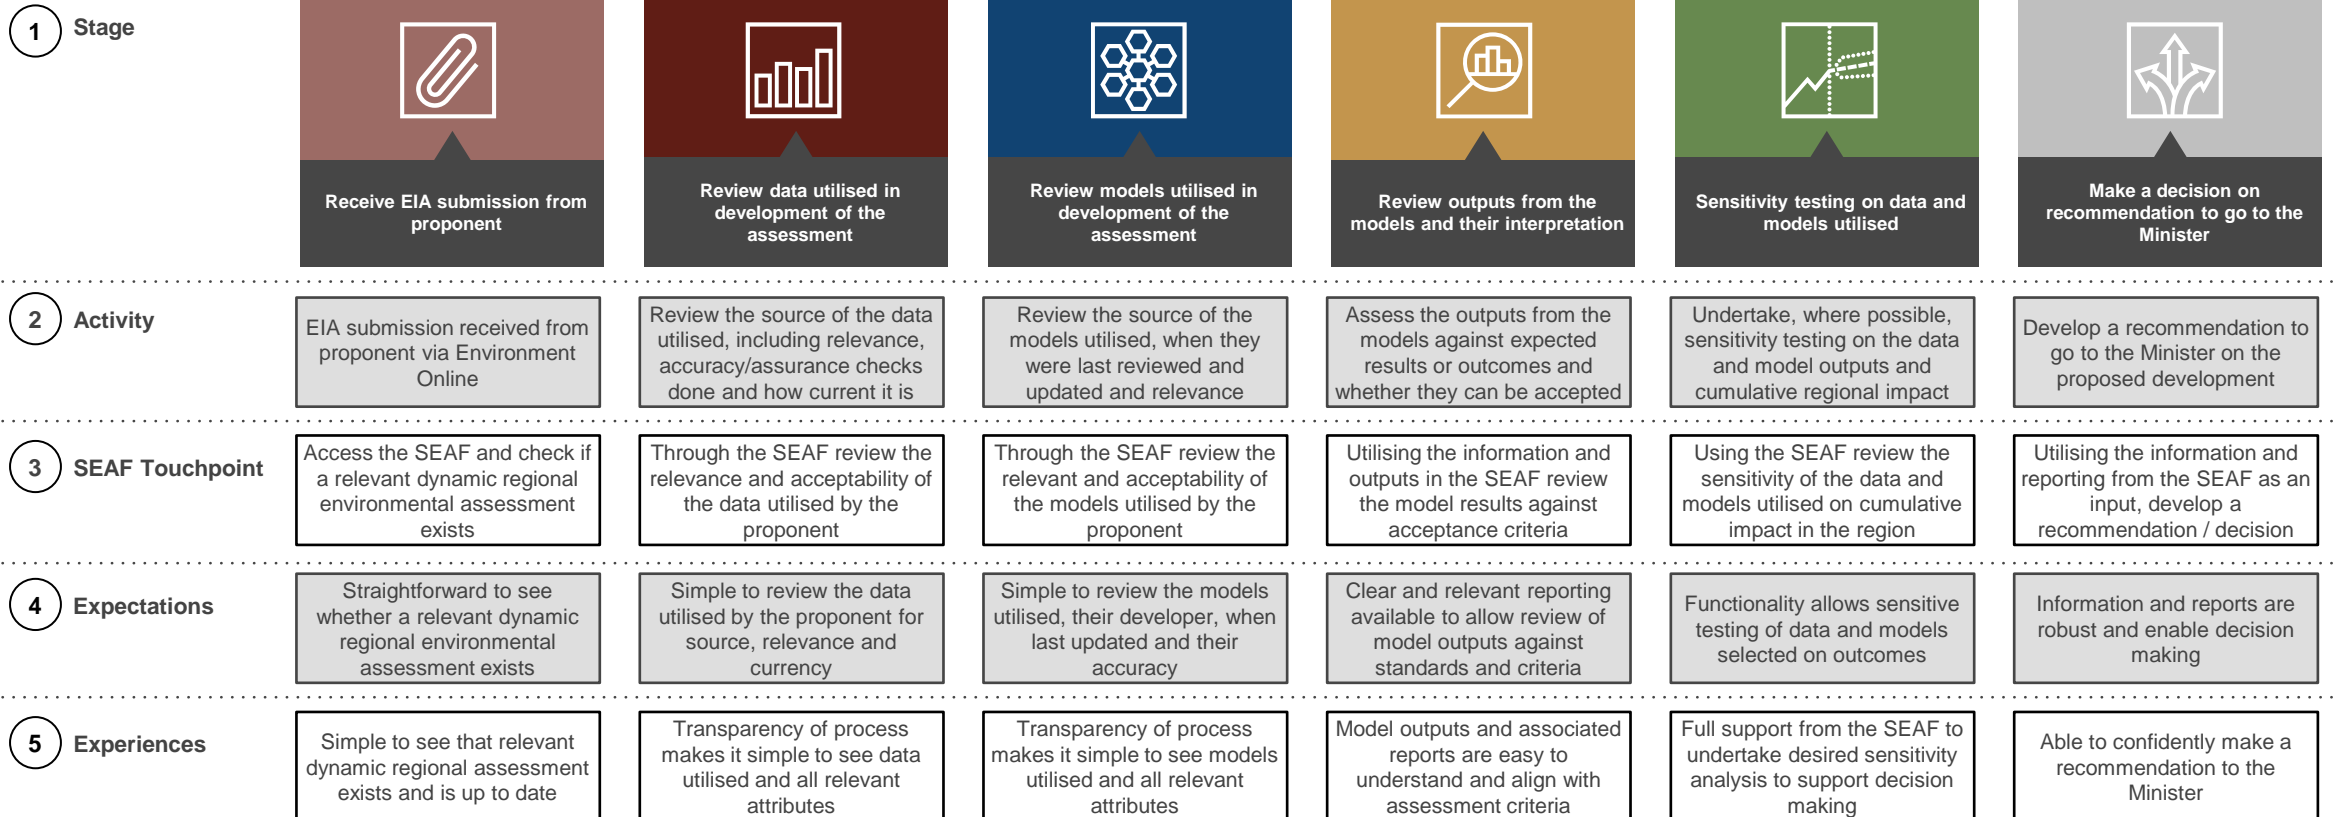 1
Stage
Receive EIA submission from
proponent
Review data utilised in
development of the
assessment
Review models utilised in
development of the
assessment
Review outputs from the
models and their interpretation
Sensitivity testing on data and
models utilised
Make a decision on
recommendation to go to the
Minister
2
Activity
EIA submission received from
proponent via Environment
Online
Review the source of the data
utilised, including relevance,
accuracy/assurance checks
done and how current it is
Review the source of the
models utilised, when they
were last reviewed and
updated and relevance
Assess the outputs from the
models against expected
results or outcomes and
whether they can be accepted
Undertake, where possible,
sensitivity testing on the data
and model outputs and
cumulative regional impact
Develop a recommendation to
go to the Minister on the
proposed development
3
SEAF Touchpoint
Access the SEAF and check if
a relevant dynamic regional
environmental assessment
exists
Through the SEAF review the
relevance and acceptability of
the data utilised by the
proponent
Through the SEAF review the
relevant and acceptability of
the models utilised by the
proponent
Utilising the information and
outputs in the SEAF review
the model results against
acceptance criteria
Using the SEAF review the
sensitivity of the data and
models utilised on cumulative
impact in the region
Utilising the information and
reporting from the SEAF as an
input, develop a
recommendation / decision
4
Expectations
Straightforward to see
whether a relevant dynamic
regional environmental
assessment exists
Simple to review the data
utilised by the proponent for
source, relevance and
currency
Simple to review the models
utilised, their developer, when
last updated and their
accuracy
Clear and relevant reporting
available to allow review of
model outputs against
standards and criteria
Functionality allows sensitive
testing of data and models
selected on outcomes
Information and reports are
robust and enable decision
making
5
Experiences
Simple to see that relevant
dynamic regional assessment
exists and is up to date
Transparency of process
makes it simple to see data
utilised and all relevant
attributes
Transparency of process
makes it simple to see models
utilised and all relevant
attributes
Model outputs and associated
reports are easy to
understand and align with
assessment criteria
Full support from the SEAF to
undertake desired sensitivity
analysis to support decision
making
Able to confidently make a
recommendation to the
Minister